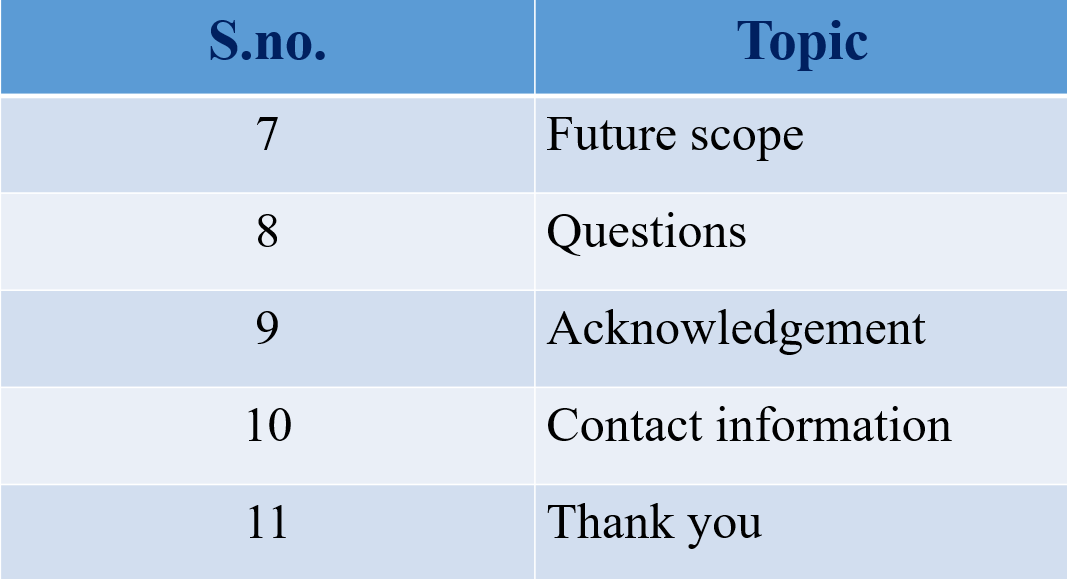 S.no. Topic
7 Future scope
8 Questions
9 Acknowledgement
10 Contact information
11 Thank you